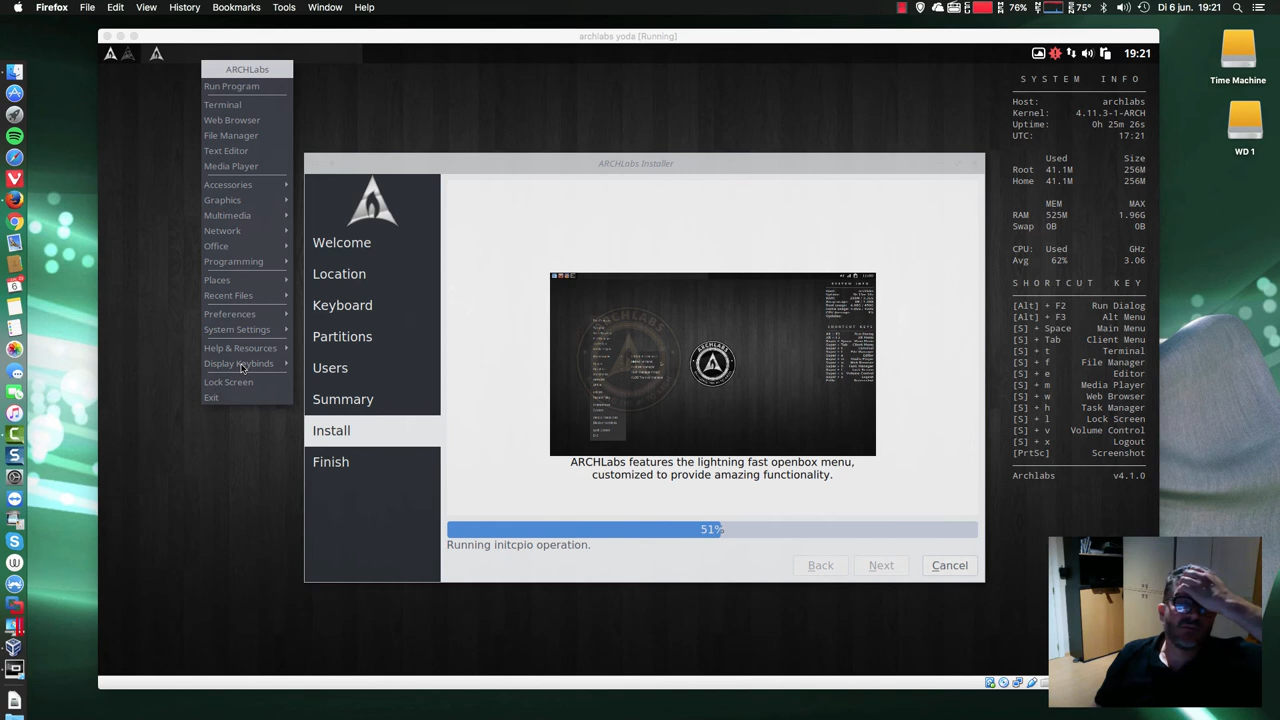 Firefox File Edit View History Bookmarks Tools Window Help
76% 75° Di 6 jun. 19:21
archlabs yoda [Running]
19:21
Time Machine
WD 1
ARCHLabs
Run Program
Terminal
Web Browser
File Manager
Text Editor
Media Player
Accessories
Graphics
Multimedia
Network
Office
Programming
Places
Recent Files
Preferences
System Settings
Help & Resources
Display Keybinds
Lock Screen
Exit
ARCHLabs Installer
Welcome
Location
Keyboard
Partitions
Users
Summary
Install
Finish
ARCHLABS
ARCHLabs features the lightning fast openbox menu,
customized to provide amazing functionality.
51%
Running initcpio operation.
Back Next Cancel
SYSTEM INFO
Host: archlabs
Kernel: 4.11.3-1-ARCH
Uptime: 0h 25m 26s
UTC: 17:21
Used Size
Root 41.1M 256M
Home 41.1M 256M
MEM MAX
RAM 525M 1.96G
Swap 0B 0B
CPU: Used GHz
Avg 62% 3.06
SHORTCUT KEY
[Alt] + F2 Run Dialog
[Alt] + F3 Alt Menu
[S] + Space Main Menu
[S] + Tab Client Menu
[S] + t Terminal
[S] + f File Manager
[S] + e Editor
[S] + m Media Player
[S] + w Web Browser
[S] + h Task Manager
[S] + l Lock Screen
[S] + v Volume Control
[S] + x Logout
[PrtSc] Screenshot
Archlabs v4.1.0